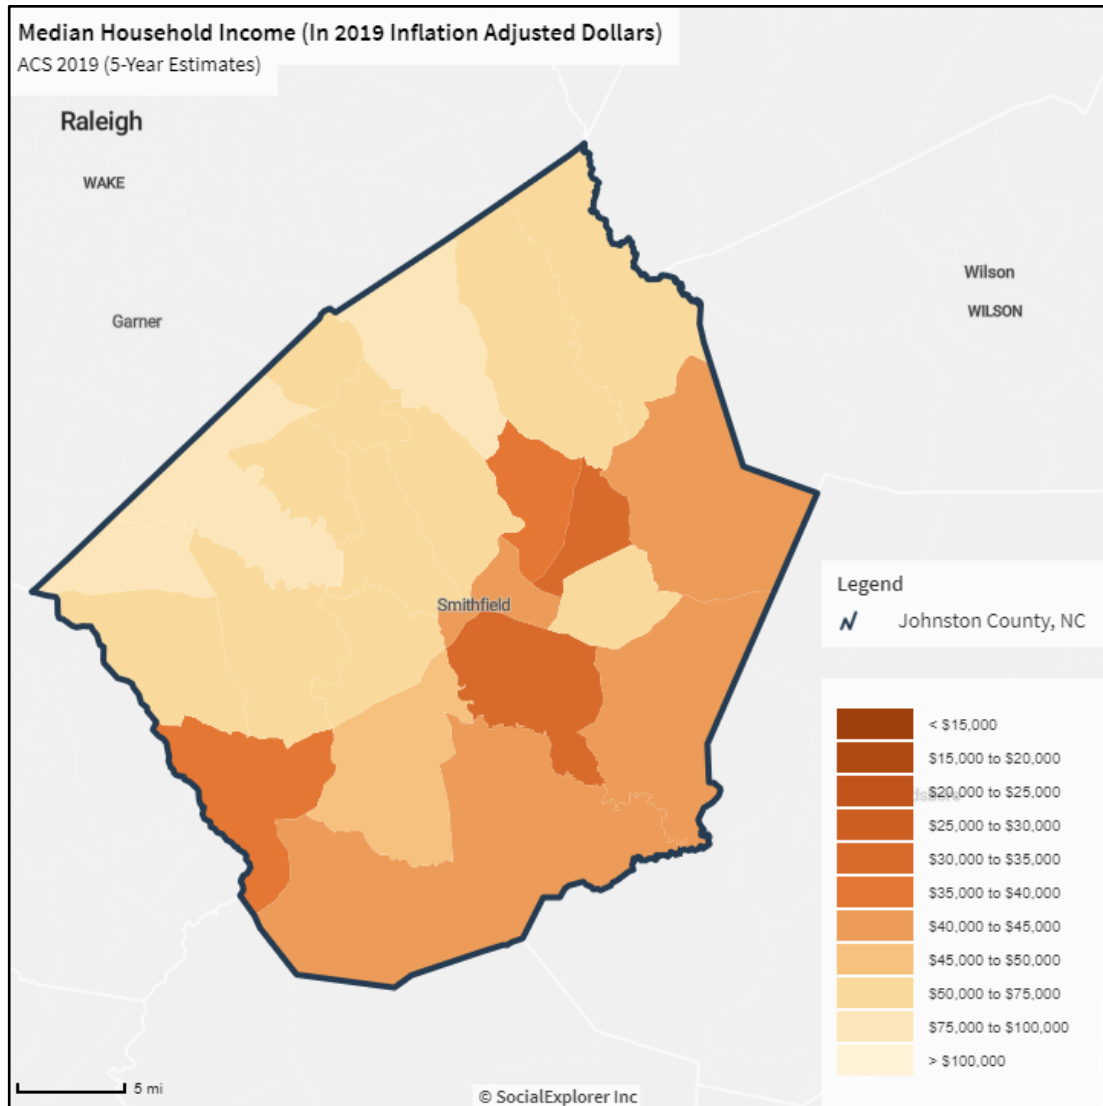 Median Household Income (In 2019 Inflation Adjusted Dollars)
ACS 2019 (5-Year Estimates)
Raleigh
WAKE
Garner
Wilson
WILSON
Smithfield
Legend
Johnston County, NC
< $15,000
$15,000 to $20,000
$20,000 to $25,000
$25,000 to $30,000
$30,000 to $35,000
$35,000 to $40,000
$40,000 to $45,000
$45,000 to $50,000
$50,000 to $75,000
$75,000 to $100,000
> $100,000
5 mi
© SocialExplorer Inc